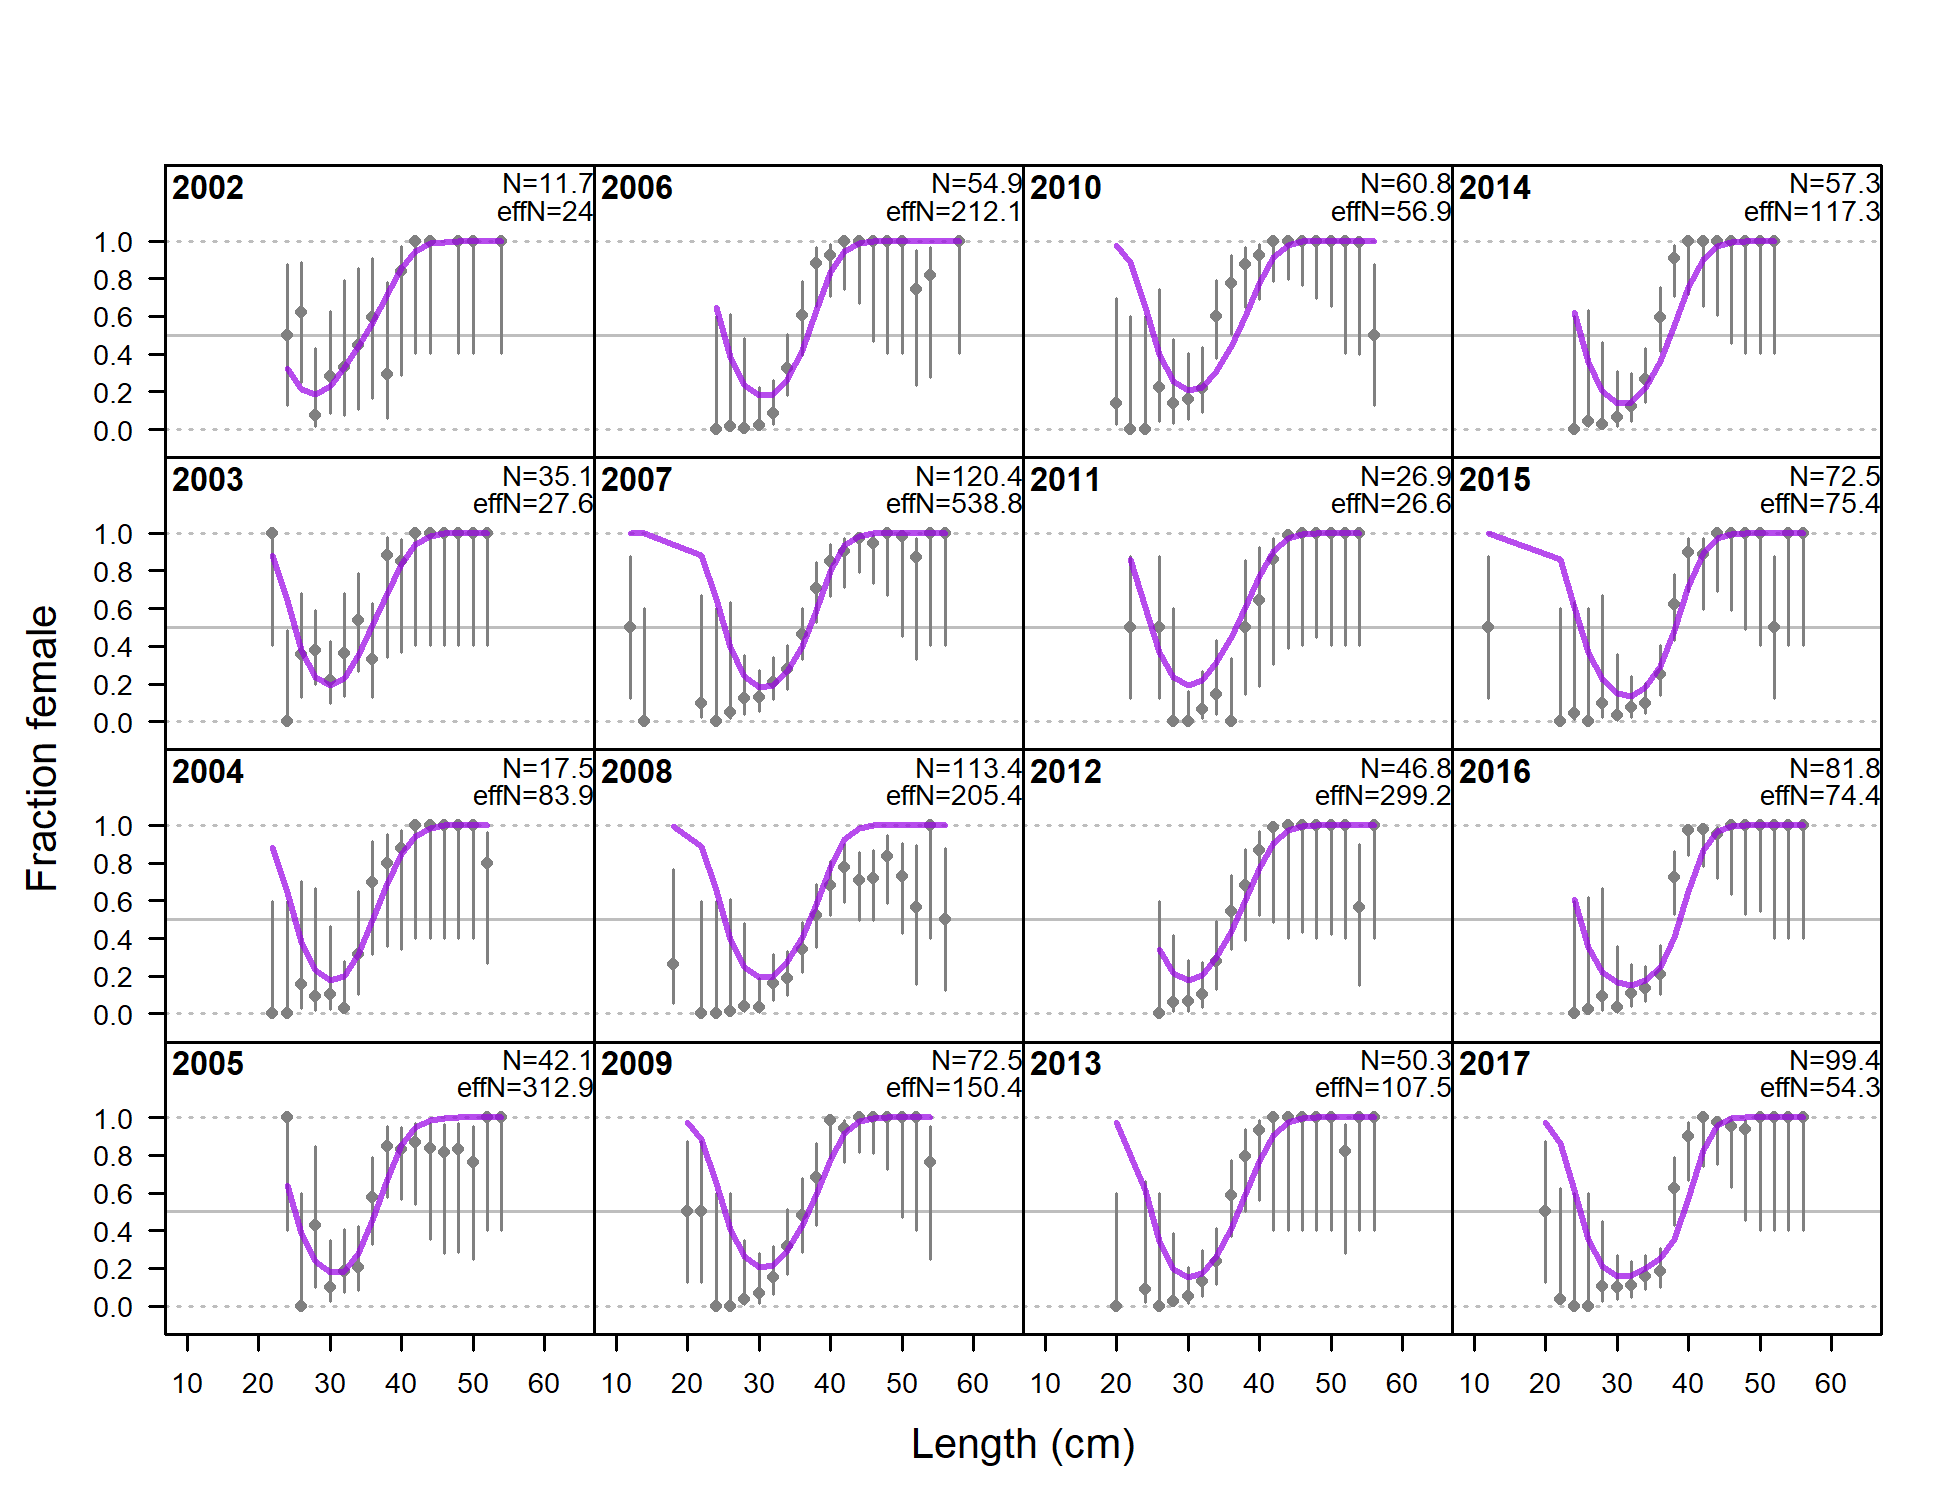 2002 N=11.7
effN=24
2006 N=54.9
effN=212.1
2010 N=60.8
effN=56.9
2014 N=57.3
effN=117.3
1.0
0.8
0.6
0.4
0.2
0.0
2003 N=35.1
effN=27.6
2007 N=120.4
effN=538.8
2011 N=26.9
effN=26.6
2015 N=72.5
effN=75.4
1.0
0.8
0.6
0.4
0.2
0.0
2004 N=17.5
effN=83.9
2008 N=113.4
effN=205.4
2012 N=46.8
effN=299.2
2016 N=81.8
effN=74.4
1.0
0.8
0.6
0.4
0.2
0.0
2005 N=42.1
effN=312.9
2009 N=72.5
effN=150.4
2013 N=50.3
effN=107.5
2017 N=99.4
effN=54.3
1.0
0.8
0.6
0.4
0.2
0.0
Fraction female
10 20 30 40 50 60 10 20 30 40 50 60 10 20 30 40 50 60 10 20 30 40 50 60
Length (cm)